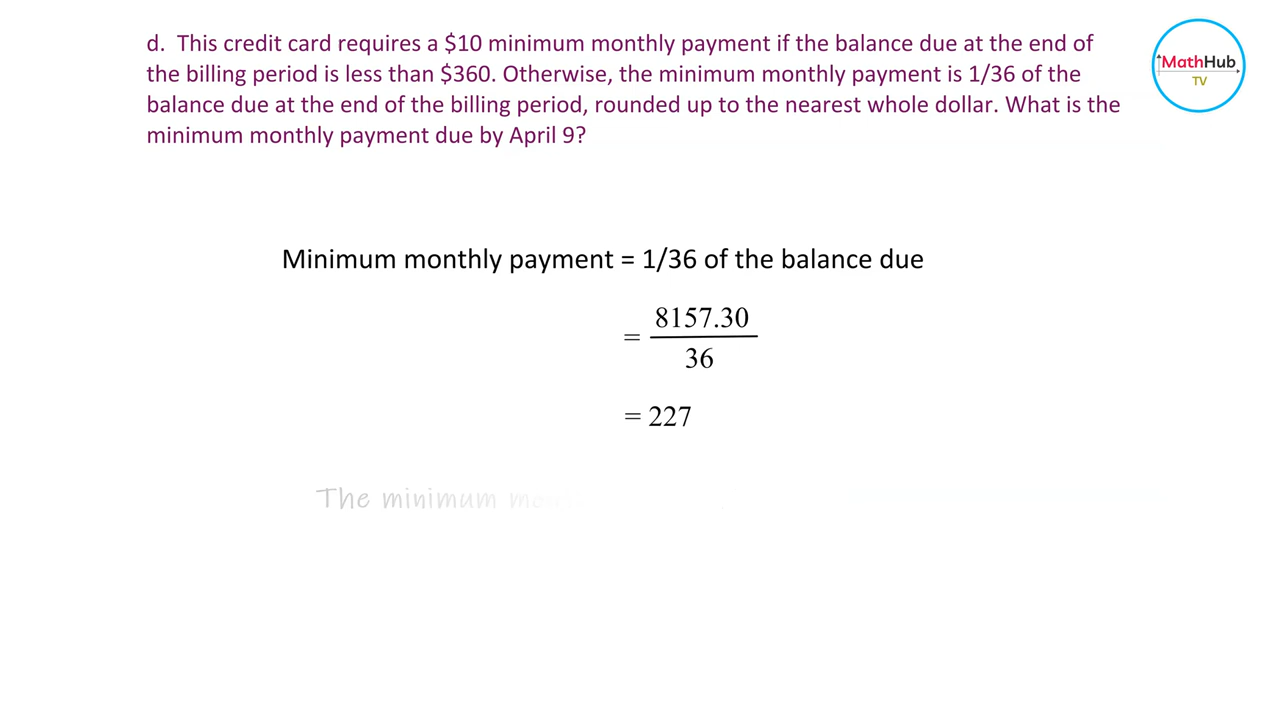 d. This credit card requires a $10 minimum monthly payment if the balance due at the end of
the billing period is less than $360. Otherwise, the minimum monthly payment is 1/36 of the
balance due at the end of the billing period, rounded up to the nearest whole dollar. What is the
minimum monthly payment due by April 9?
MathHub
TV
Minimum monthly payment = 1/36 of the balance due
= 8157.30
36
= 227
The minimum